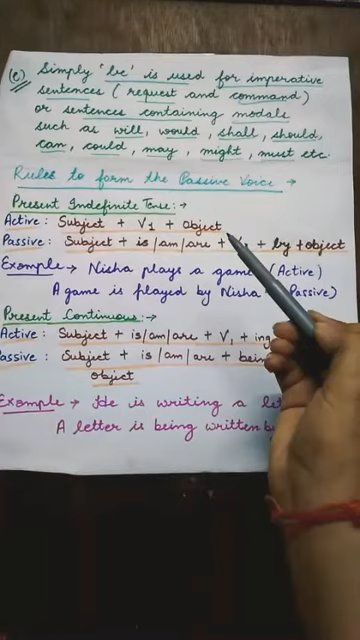 (e) Simply 'be' is used for imperative
sentences (request and command)
or sentences containing modals
such as will, would, shall, should,
can, could, may, might, must etc.
Rules to form the Passive Voice →
Present Indefinite Tense:→
Active: Subject + V1 + object
Passive: Subject + is/am/are + + by + object
Example → Nisha plays a game (Active)
A game is played by Nisha Passive)
Present Continuous:→
Active: Subject + is/am/are + V1 + ing
Passive: Subject + is/am/are +
object
Example → He is writing a
A letter is being written